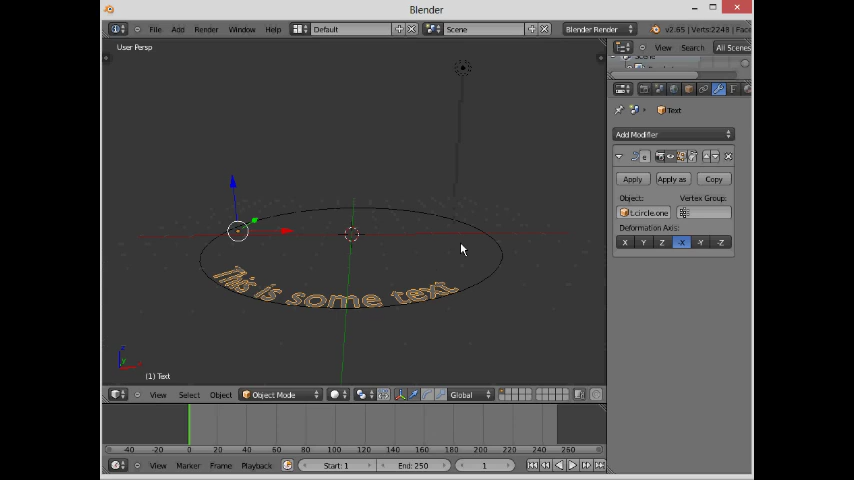 Blender
File Add Render Window Help Default Scene Blender Render v2.65 | Verts:2248 | Face
User Persp
View Search All Scenes
Scene
Text
Add Modifier
Apply Apply as Copy
Object: Vertex Group:
t.circle.one
Deformation Axis:
X Y Z -X -Y -Z
This is some text
z
(1) Text
View Select Object Object Mode Global
-40 -20 0 20 40 60 80 100 120 140 160 180 200 220 240 260
View Marker Frame Playback Start: 1 End: 250 1